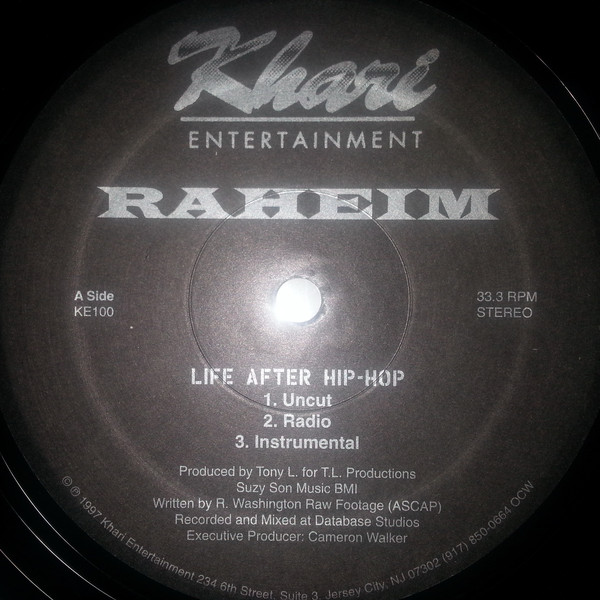 Khari
ENTERTAINMENT
RAHEIM
A Side
KE100
33.3 RPM
STEREO
LIFE AFTER HIP-HOP
1. Uncut
2. Radio
3. Instrumental
Produced by Tony L. for T.L. Productions
Suzy Son Music BMI
Written by R. Washington Raw Footage (ASCAP)
Recorded and Mixed at Database Studios
Executive Producer: Cameron Walker
© ℗ 1997 Khari Entertainment 234 6th Street, Suite 3, Jersey City, NJ 07302 (917) 850-0664 OCW